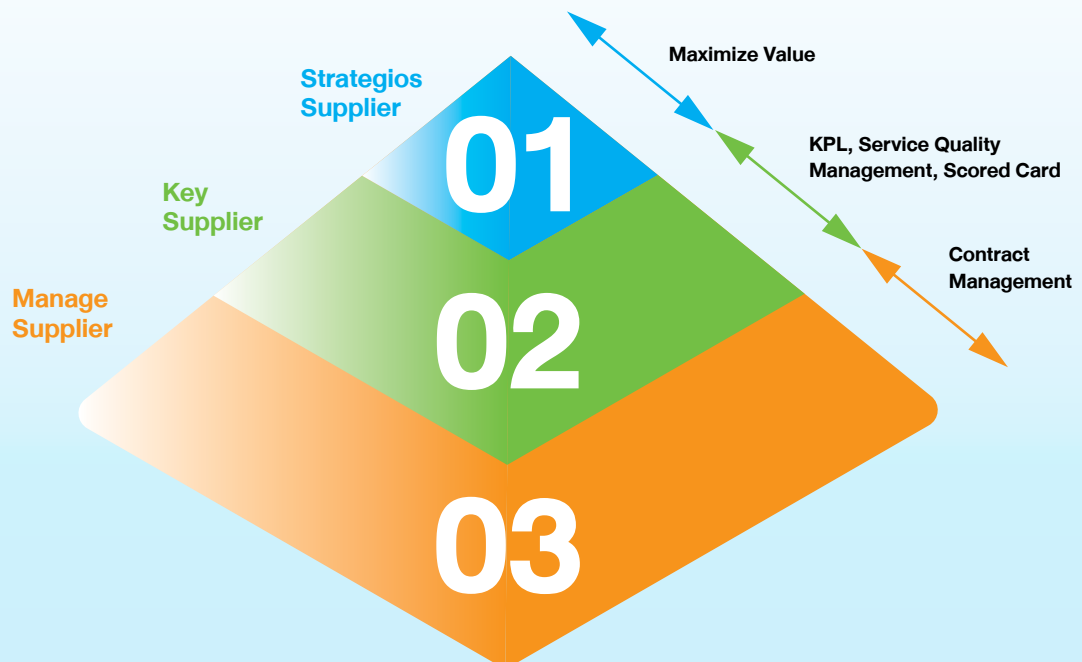 Strategios
Supplier
01
Maximize Value
Key
Supplier
02
KPL, Service Quality
Management, Scored Card
Manage
Supplier
03
Contract
Management